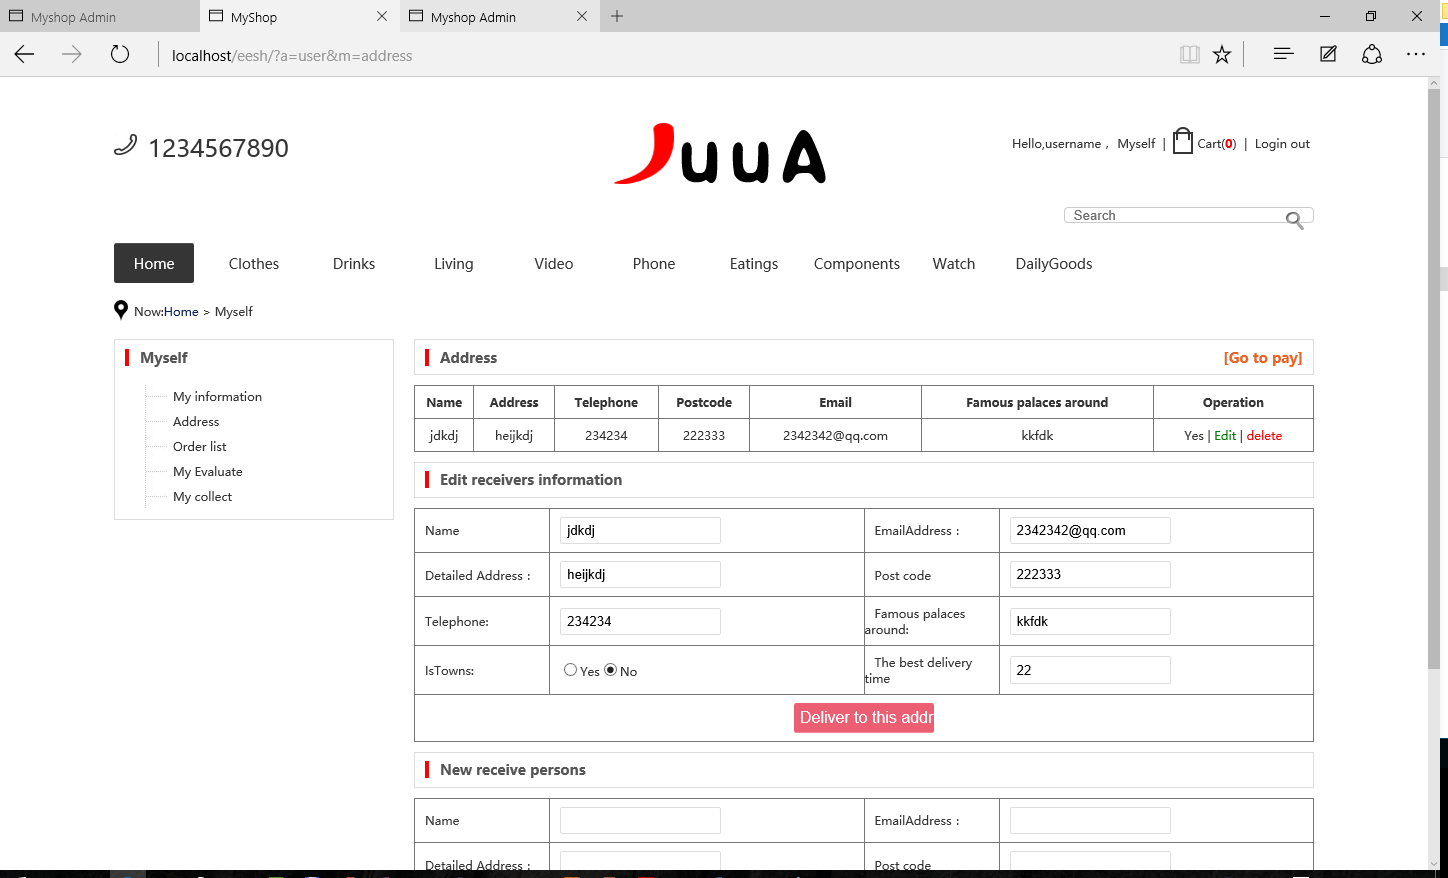 Myshop Admin
MyShop
Myshop Admin
localhost/eesh/?a=user&m=address
1234567890
JuuA
Hello,username , Myself | Cart(0) | Login out
Search
Home Clothes Drinks Living Video Phone Eatings Components Watch DailyGoods
Now:Home > Myself
Myself
My information
Address
Order list
My Evaluate
My collect
Address [Go to pay]
Name Address Telephone Postcode Email Famous palaces around Operation
jdkdj heijkdj 234234 222333 2342342@qq.com kkfdk Yes | Edit | delete
Edit receivers information
Name jdkdj EmailAddress : 2342342@qq.com
Detailed Address : heijkdj Post code 222333
Telephone: 234234 Famous palaces
around: kkfdk
IsTowns: Yes No The best delivery
time 22
Deliver to this addr
New receive persons
Name EmailAddress :
Detailed Address : Post code